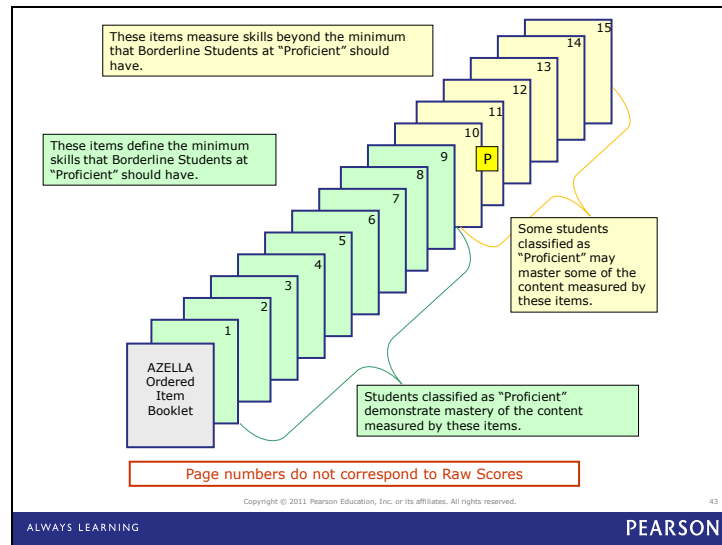 These items measure skills beyond the minimum
that Borderline Students at “Proficient” should
have.
15
14
13
12
11
10
P
These items define the minimum
skills that Borderline Students at
“Proficient” should have.
9
8
7
6
5
4
3
2
1
Some students
classified as
“Proficient” may
master some of the
content measured by
these items.
AZELLA
Ordered
Item
Booklet
Students classified as “Proficient”
demonstrate mastery of the content
measured by these items.
Page numbers do not correspond to Raw Scores
Copyright © 2011 Pearson Education, Inc. or its affiliates. All rights reserved.
43
ALWAYS LEARNING
PEARSON